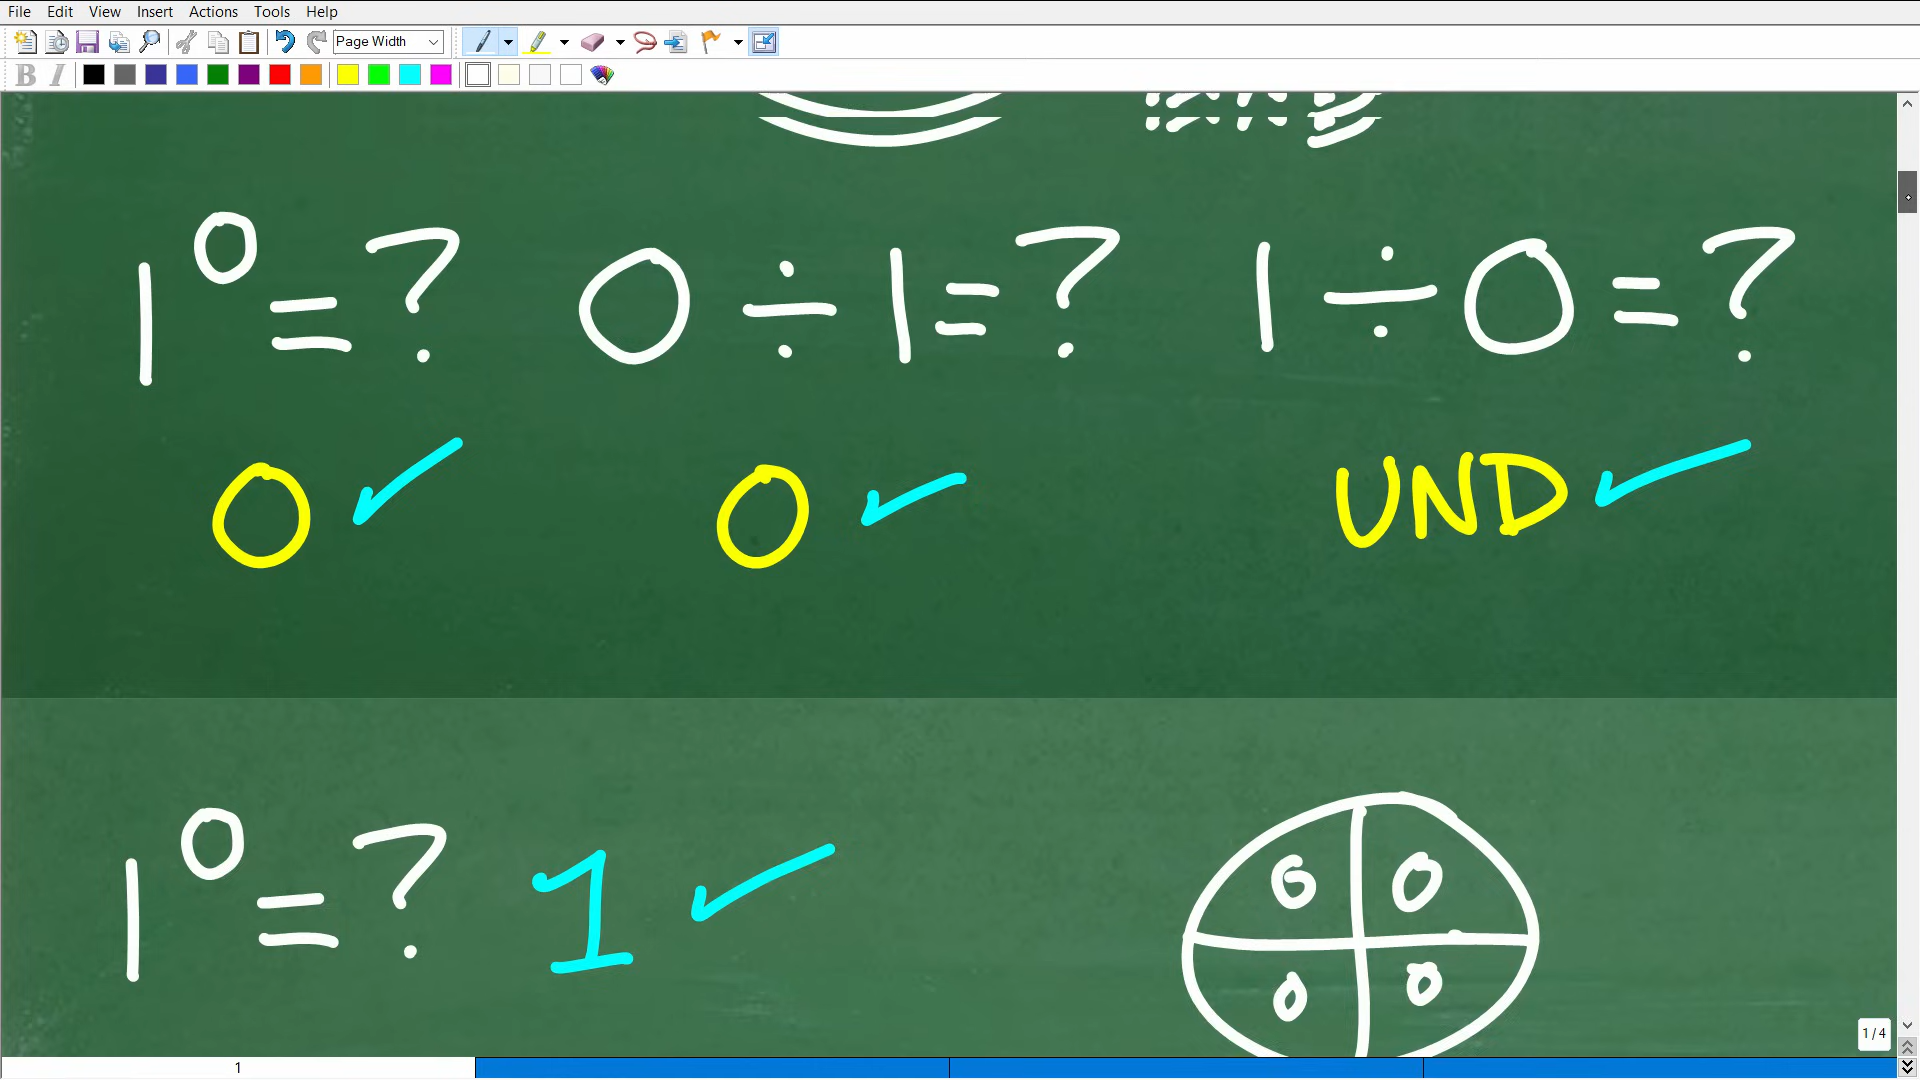 File Edit View Insert Actions Tools Help
Page Width
B I
1⁰ = ? 0 ÷ 1 = ? 1 ÷ 0 = ?
0 ✓ 0 ✓ UND ✓
1⁰ = ? 1 ✓
0 0
0 0
1 / 4
1